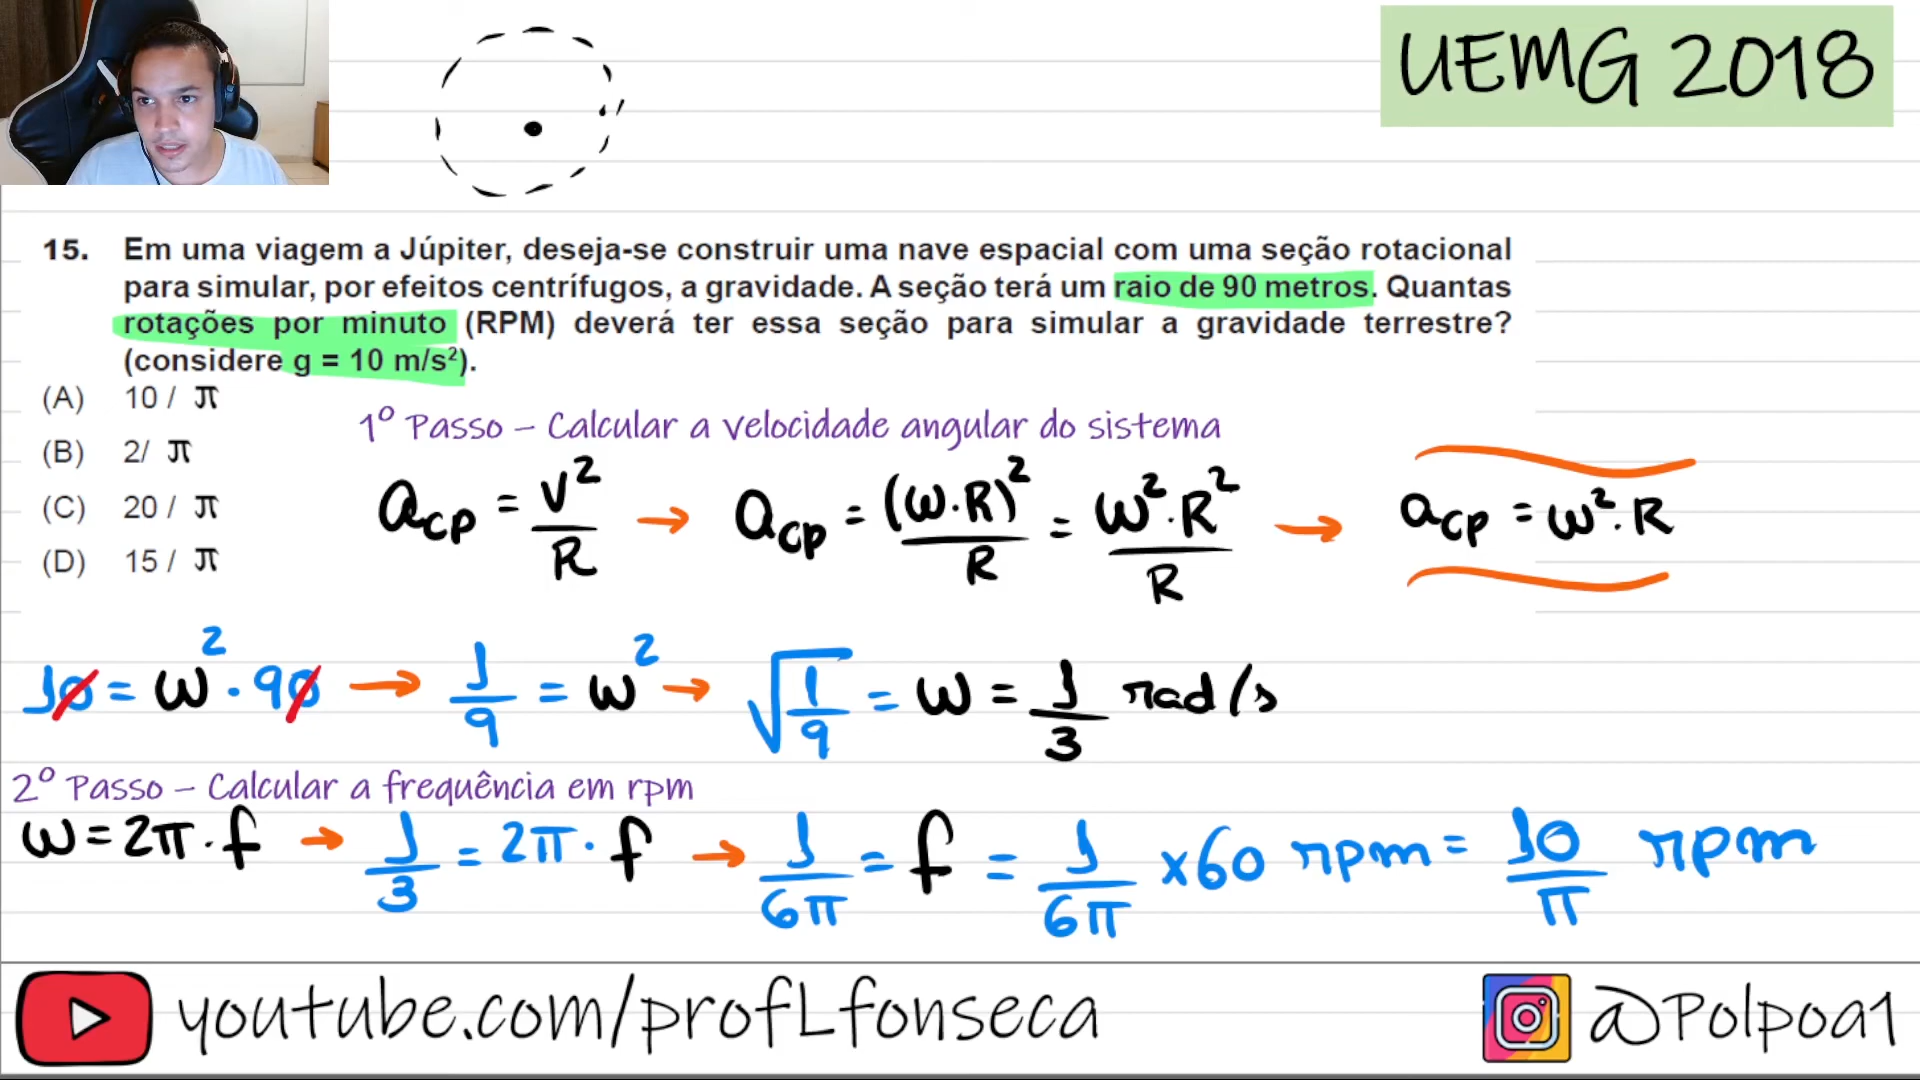 UEMG 2018
15. Em uma viagem a Júpiter, deseja-se construir uma nave espacial com uma seção rotacional
para simular, por efeitos centrífugos, a gravidade. A seção terá um raio de 90 metros. Quantas
rotações por minuto (RPM) deverá ter essa seção para simular a gravidade terrestre?
(considere g = 10 m/s²).
(A) 10 / π
(B) 2/ π
(C) 20 / π
(D) 15 / π
1º Passo – Calcular a velocidade angular do sistema
acp = v²/R → acp = (ω.R)²/R = ω².R²/R → acp = ω².R
10 = ω² . 90 → 1/9 = ω² → √(1/9) = ω = 1/3 rad/s
2º Passo – Calcular a frequência em rpm
ω = 2π . f → 1/3 = 2π . f → 1/6π = f = 1/6π x60 rpm = 10/π rpm
youtube.com/profLfonseca
@Polpoa1